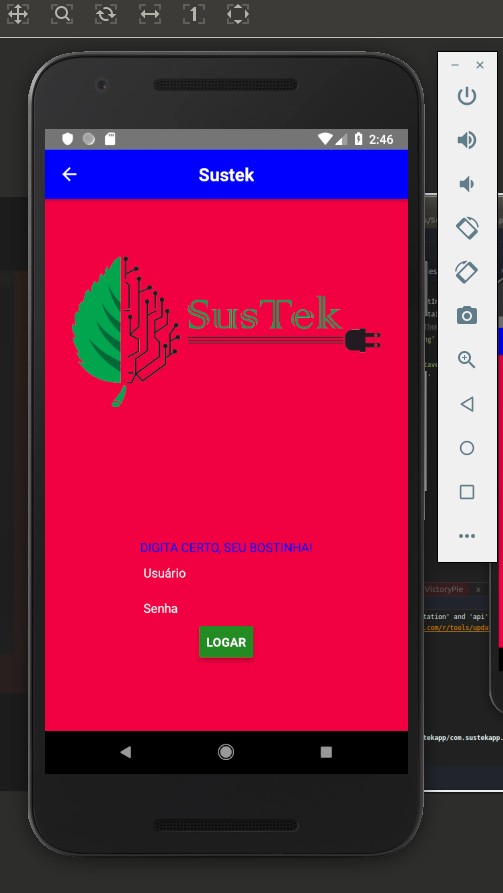 1
2:46
Sustek
SusTek
DIGITA CERTO, SEU BOSTINHA!
Usuário
Senha
LOGAR
VictoryPie x
tation' and 'api'
.com/r/tools/upda
tekapp/com.sustekapp.